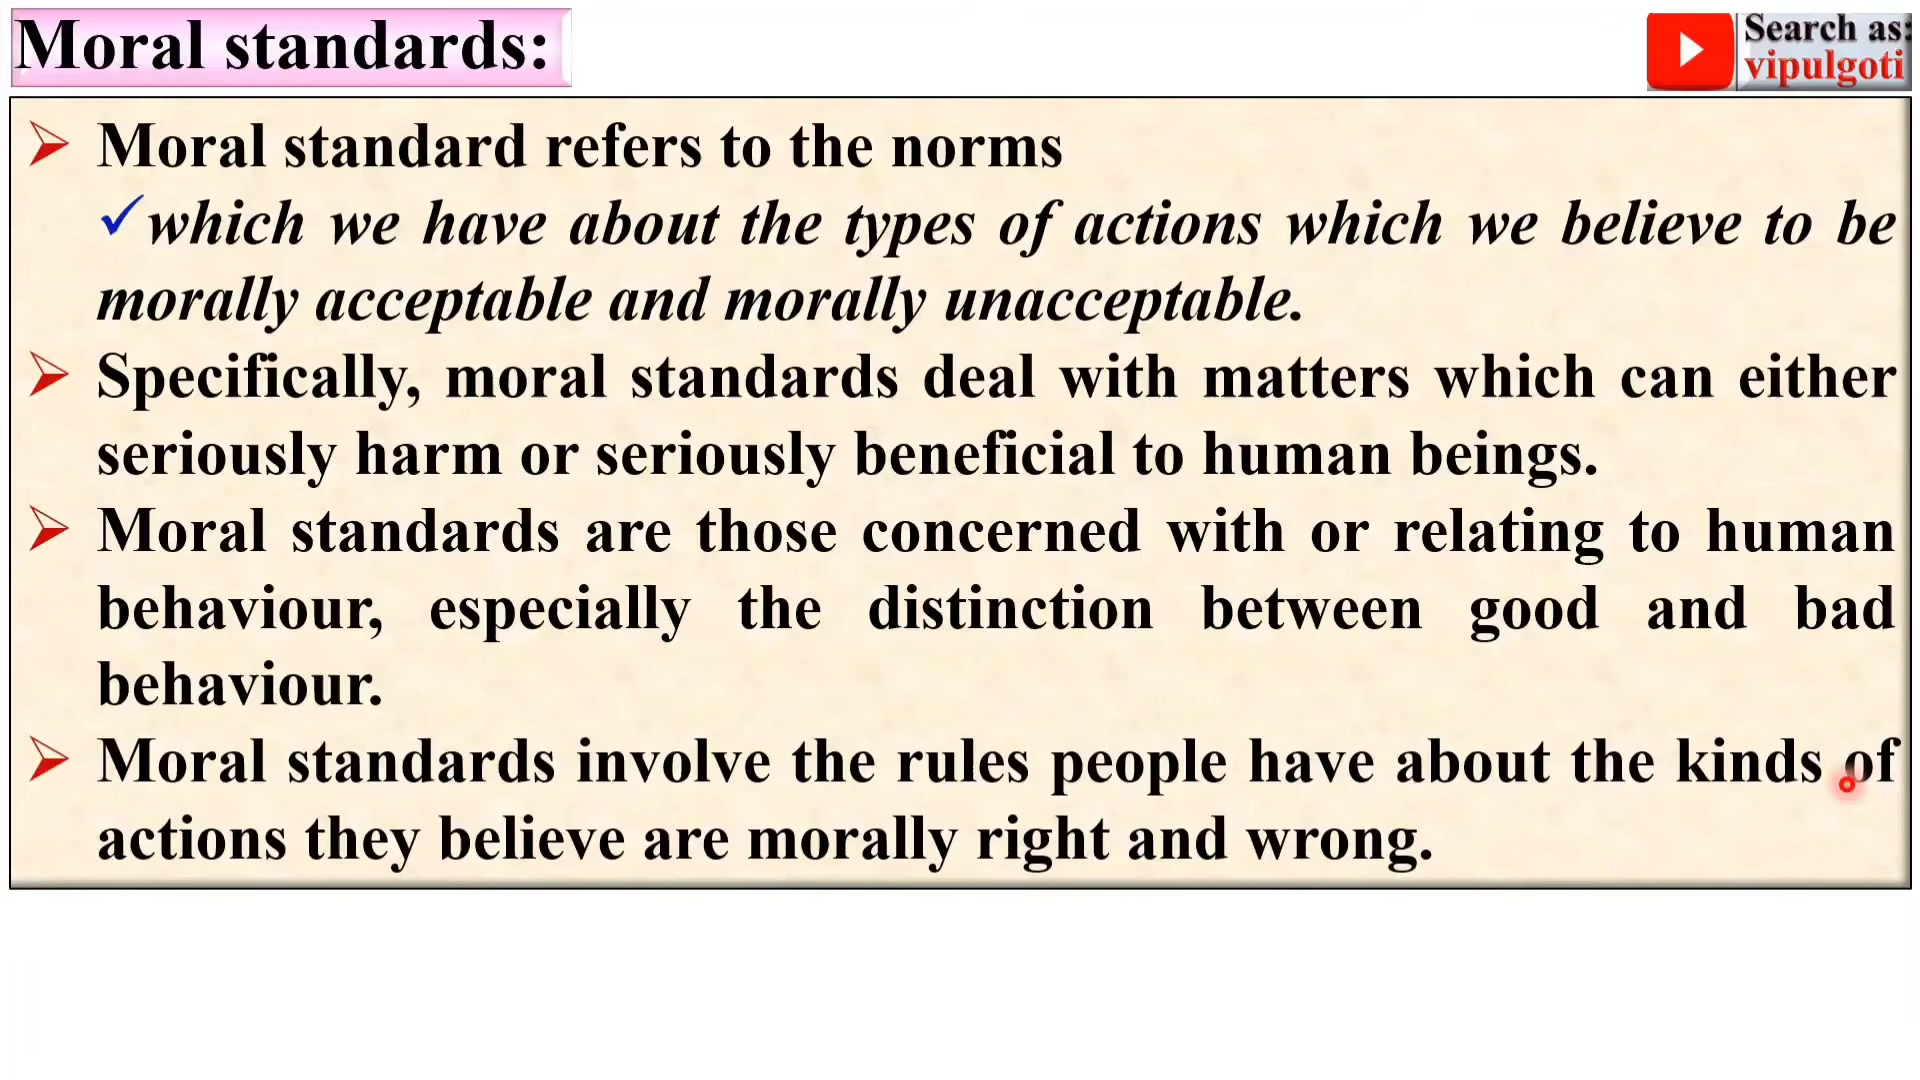 Moral standards:
Search as:
vipulgoti
Moral standard refers to the norms
which we have about the types of actions which we believe to be
morally acceptable and morally unacceptable.
Specifically, moral standards deal with matters which can either
seriously harm or seriously beneficial to human beings.
Moral standards are those concerned with or relating to human
behaviour, especially the distinction between good and bad
behaviour.
Moral standards involve the rules people have about the kinds of
actions they believe are morally right and wrong.